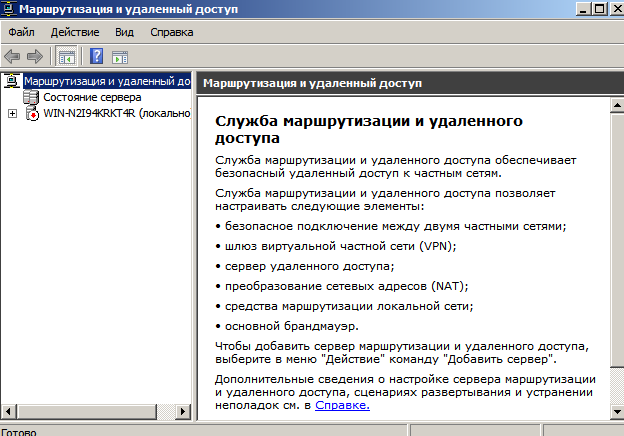 Маршрутизация и удаленный доступ
Файл Действие Вид Справка
Маршрутизация и удаленный до
Состояние сервера
WIN-N2I94KRKT4R (локально
Маршрутизация и удаленный доступ
Служба маршрутизации и удаленного
доступа
Служба маршрутизации и удаленного доступа обеспечивает
безопасный удаленный доступ к частным сетям.
Служба маршрутизации и удаленного доступа позволяет
настраивать следующие элементы:
• безопасное подключение между двумя частными сетями;
• шлюз виртуальной частной сети (VPN);
• сервер удаленного доступа;
• преобразование сетевых адресов (NAT);
• средства маршрутизации локальной сети;
• основной брандмауэр.
Чтобы добавить сервер маршрутизации и удаленного доступа,
выберите в меню "Действие" команду "Добавить сервер".
Дополнительные сведения о настройке сервера маршрутизации
и удаленного доступа, сценариях развертывания и устранении
неполадок см. в Справке.
Готово